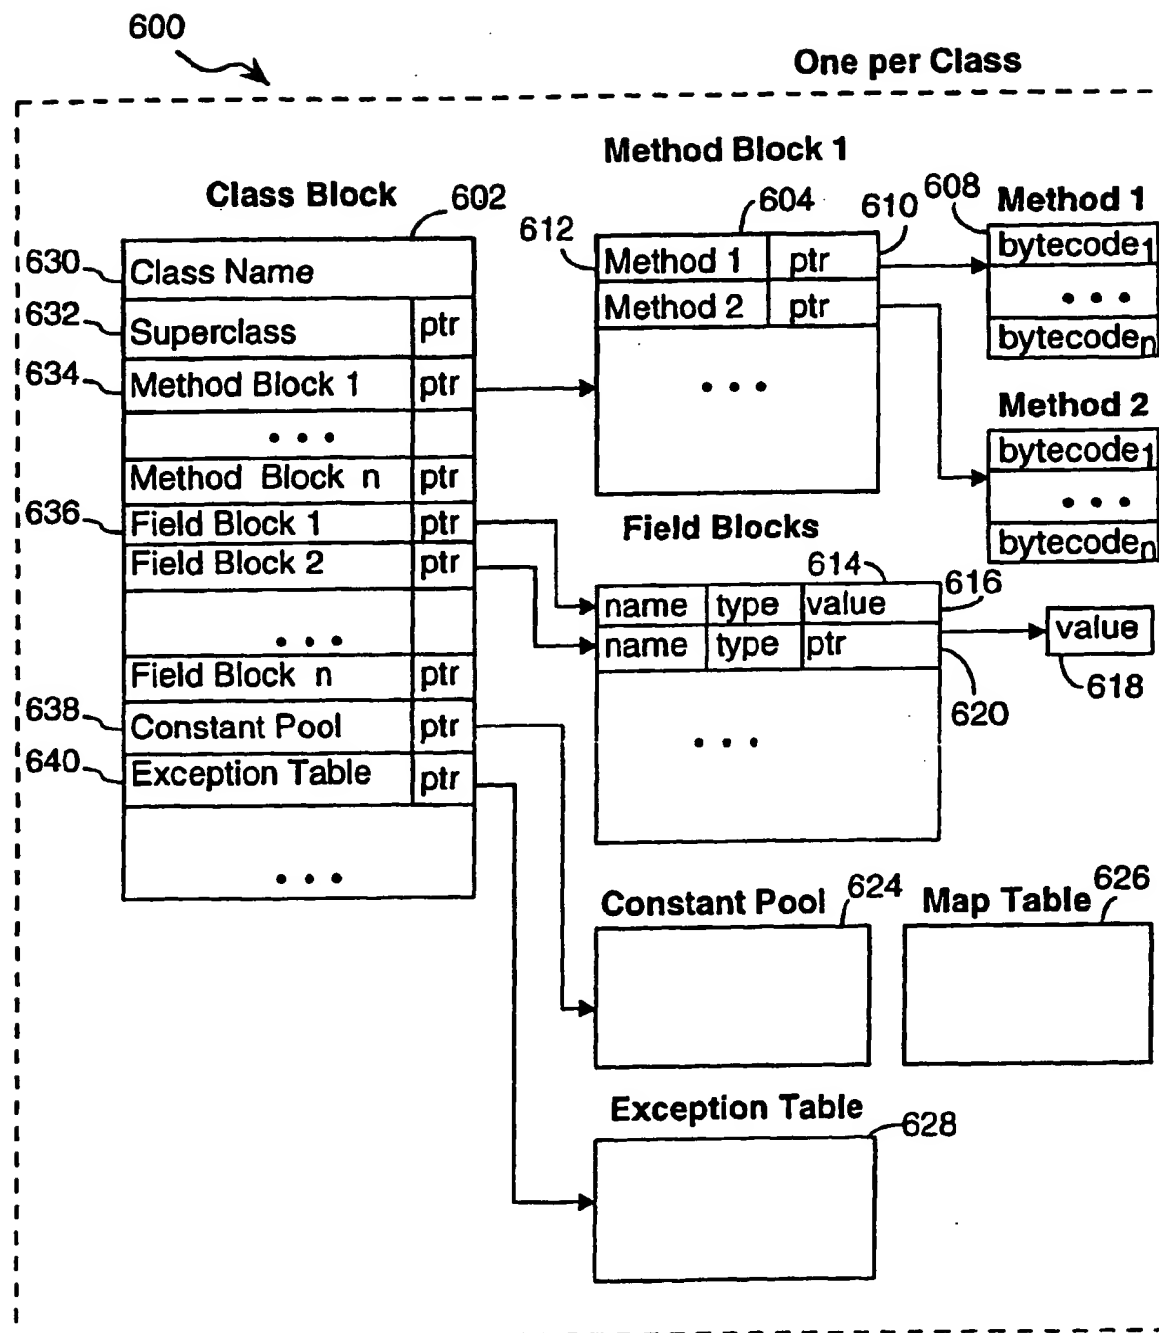 600
One per Class
Class Block
602
630
Class Name
632
Superclass ptr
634
Method Block 1 ptr
• • •
Method Block n ptr
636
Field Block 1 ptr
Field Block 2 ptr
• • •
Field Block n ptr
638
Constant Pool ptr
640
Exception Table ptr
• • •
Method Block 1
604
610
612
Method 1 ptr
Method 2 ptr
• • •
608
Method 1
bytecode1
• • •
bytecoden
Method 2
bytecode1
• • •
bytecoden
Field Blocks
614
616
name type value
name type ptr
620
• • •
value
618
Constant Pool
624
Map Table
626
Exception Table
628